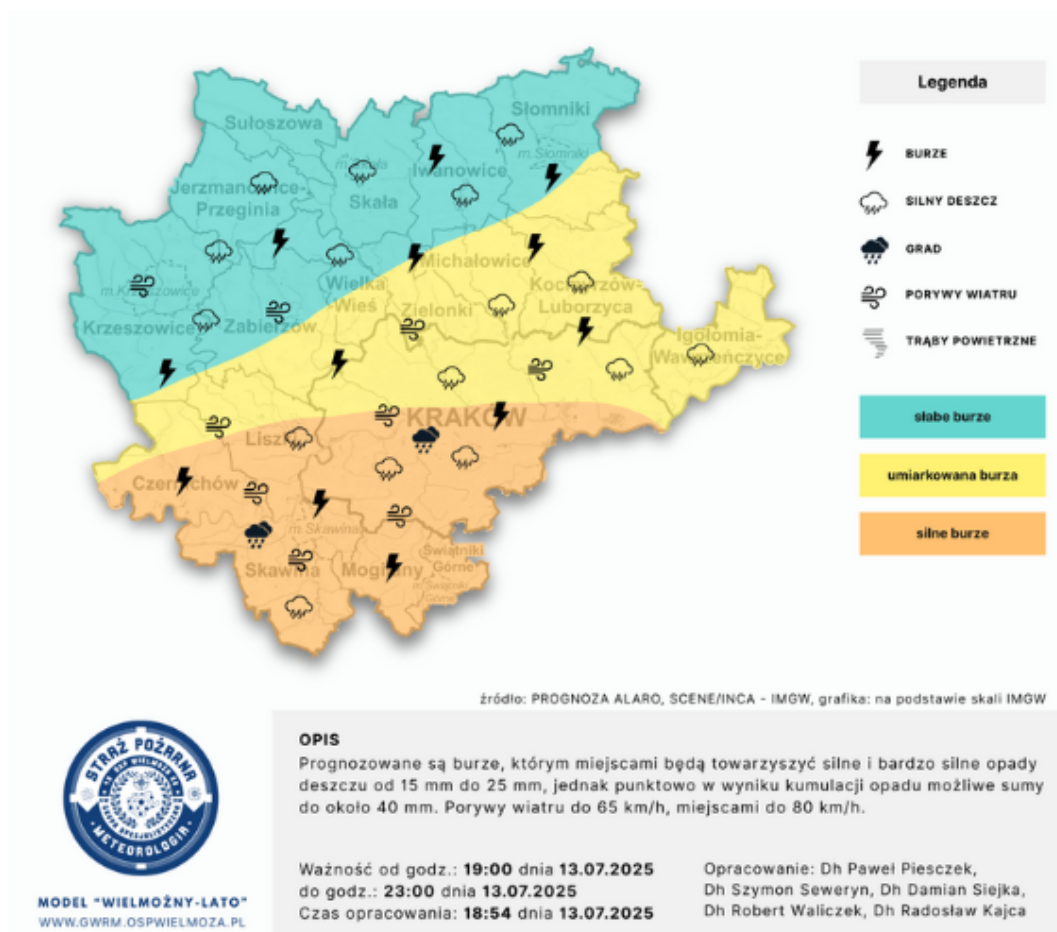 Legenda
BURZE
SILNY DESZCZ
GRAD
PORYWY WIATRU
TRĄBY POWIETRZNE
słabe burze
umiarkowana burza
silne burze
Sułoszowa
Słomniki
m. Słomniki
Iwanowice
Jerzmanowice-
Przeginia
Skała
Michałowice
Wielka
Wieś
Zielonki
Kocmyrzów-
Luborzyca
Krzeszowice
Zabierzów
Igołomia-
Wawrzeńczyce
KRAKÓW
Liszki
Czernichów
m. Skawina
Skawina
Mogilany
Świątniki
Górne
źródło: PROGNOZA ALARO, SCENE/INCA - IMGW, grafika: na podstawie skali IMGW
STRAŻ POŻARNA
METEOROLOGIA
MODEL "WIELMOŻNY-LATO"
WWW.GWRM.OSPWIELMOZA.PL
OPIS
Prognozowane są burze, którym miejscami będą towarzyszyć silne i bardzo silne opady
deszczu od 15 mm do 25 mm, jednak punktowo w wyniku kumulacji opadu możliwe sumy
do około 40 mm. Porywy wiatru do 65 km/h, miejscami do 80 km/h.
Ważność od godz.: 19:00 dnia 13.07.2025
do godz.: 23:00 dnia 13.07.2025
Czas opracowania: 18:54 dnia 13.07.2025
Opracowanie: Dh Paweł Piesczek,
Dh Szymon Seweryn, Dh Damian Siejka,
Dh Robert Waliczek, Dh Radosław Kajca